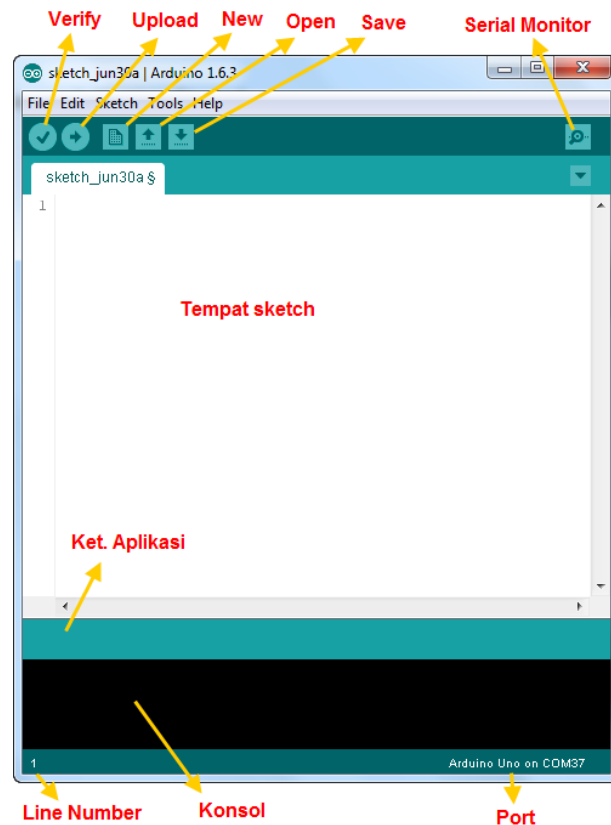 Verify Upload New Open Save Serial Monitor
sketch_jun30a | Arduino 1.6.3
File Edit Sketch Tools Help
sketch_jun30a §
1
Tempat sketch
Ket. Aplikasi
1
Arduino Uno on COM37
Line Number
Konsol
Port